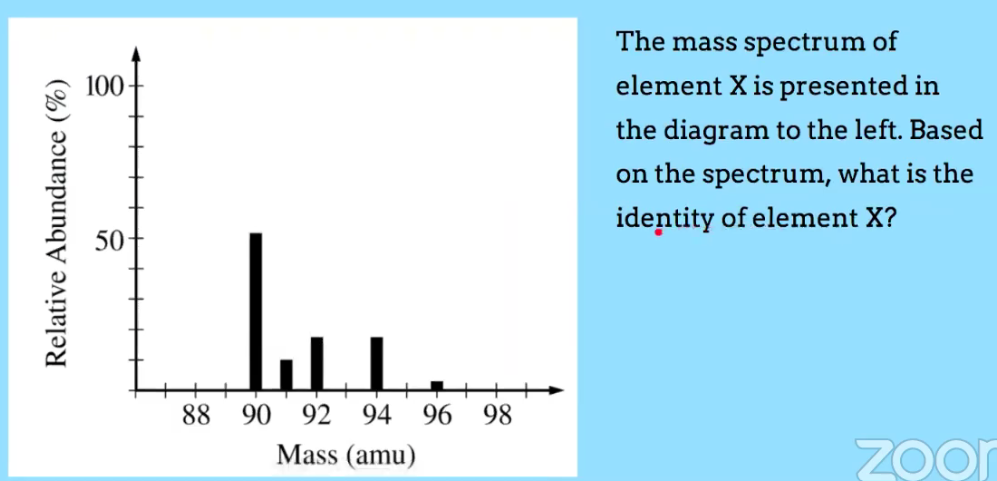 Relative Abundance (%)
100
50
88 90 92 94 96 98
Mass (amu)
The mass spectrum of
element X is presented in
the diagram to the left. Based
on the spectrum, what is the
identity of element X?